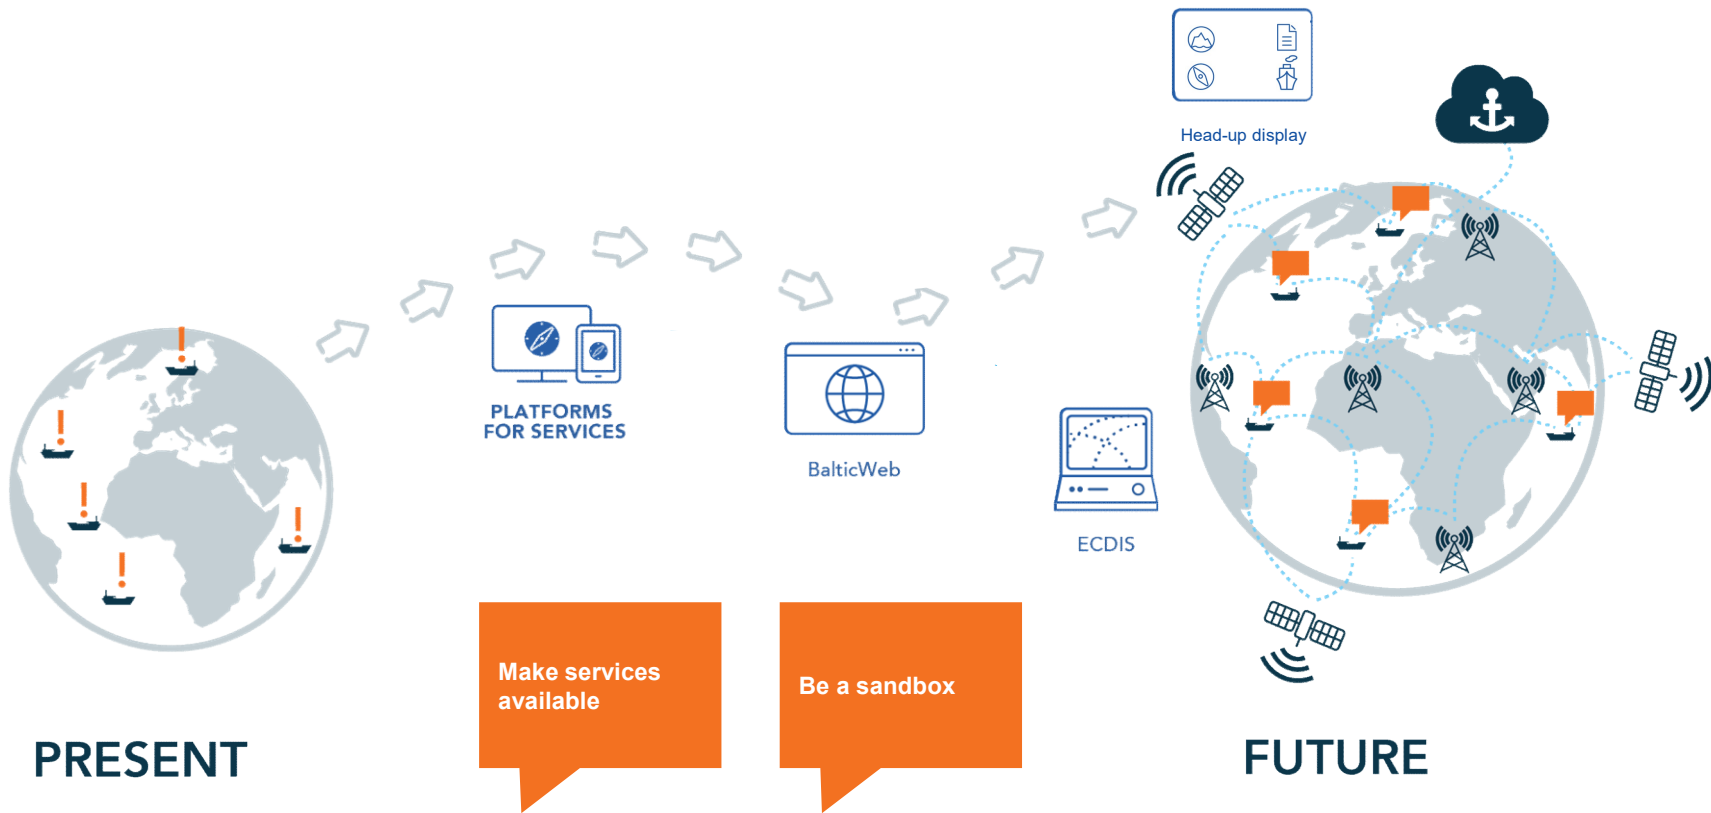 Head-up display
PLATFORMS
FOR SERVICES
BalticWeb
ECDIS
Make services
available
Be a sandbox
PRESENT
FUTURE